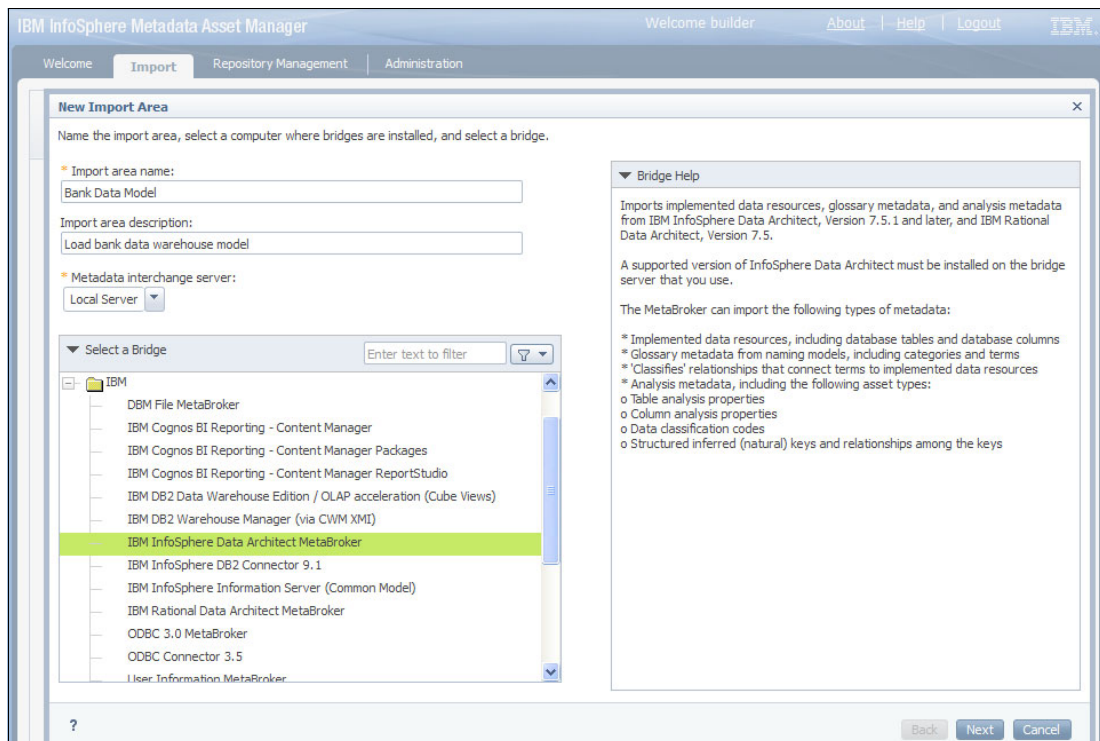 IBM InfoSphere Metadata Asset Manager
Welcome builder
About | Help | Logout
IBM.
Welcome
Import
Repository Management
Administration
New Import Area
Name the import area, select a computer where bridges are installed, and select a bridge.
* Import area name:
Bank Data Model
Import area description:
Load bank data warehouse model
* Metadata interchange server:
Local Server
Select a Bridge
Enter text to filter
IBM
DBM File MetaBroker
IBM Cognos BI Reporting - Content Manager
IBM Cognos BI Reporting - Content Manager Packages
IBM Cognos BI Reporting - Content Manager ReportStudio
IBM DB2 Data Warehouse Edition / OLAP acceleration (Cube Views)
IBM DB2 Warehouse Manager (via CWM XMI)
IBM InfoSphere Data Architect MetaBroker
IBM InfoSphere DB2 Connector 9.1
IBM InfoSphere Information Server (Common Model)
IBM Rational Data Architect MetaBroker
ODBC 3.0 MetaBroker
ODBC Connector 3.5
User Information MetaBroker
Bridge Help
Imports implemented data resources, glossary metadata, and analysis metadata
from IBM InfoSphere Data Architect, Version 7.5.1 and later, and IBM Rational
Data Architect, Version 7.5.
A supported version of InfoSphere Data Architect must be installed on the bridge
server that you use.
The MetaBroker can import the following types of metadata:
* Implemented data resources, including database tables and database columns
* Glossary metadata from naming models, including categories and terms
* 'Classifies' relationships that connect terms to implemented data resources
* Analysis metadata, including the following asset types:
o Table analysis properties
o Column analysis properties
o Data classification codes
o Structured inferred (natural) keys and relationships among the keys
?
Back
Next
Cancel